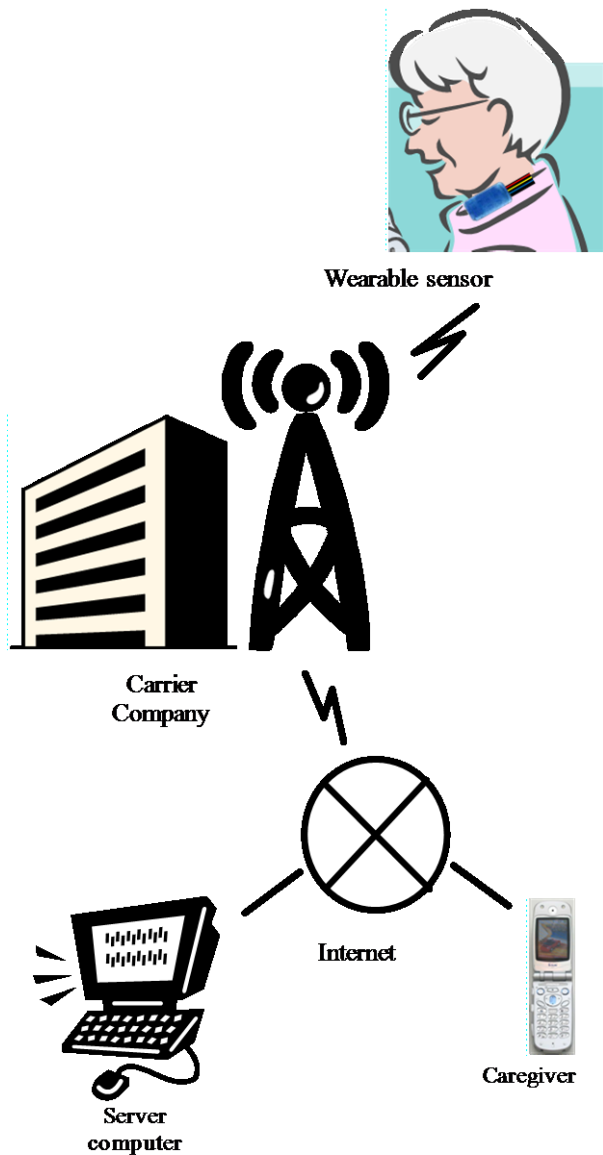 Wearable sensor
Carrier
Company
Internet
Caregiver
Server
computer